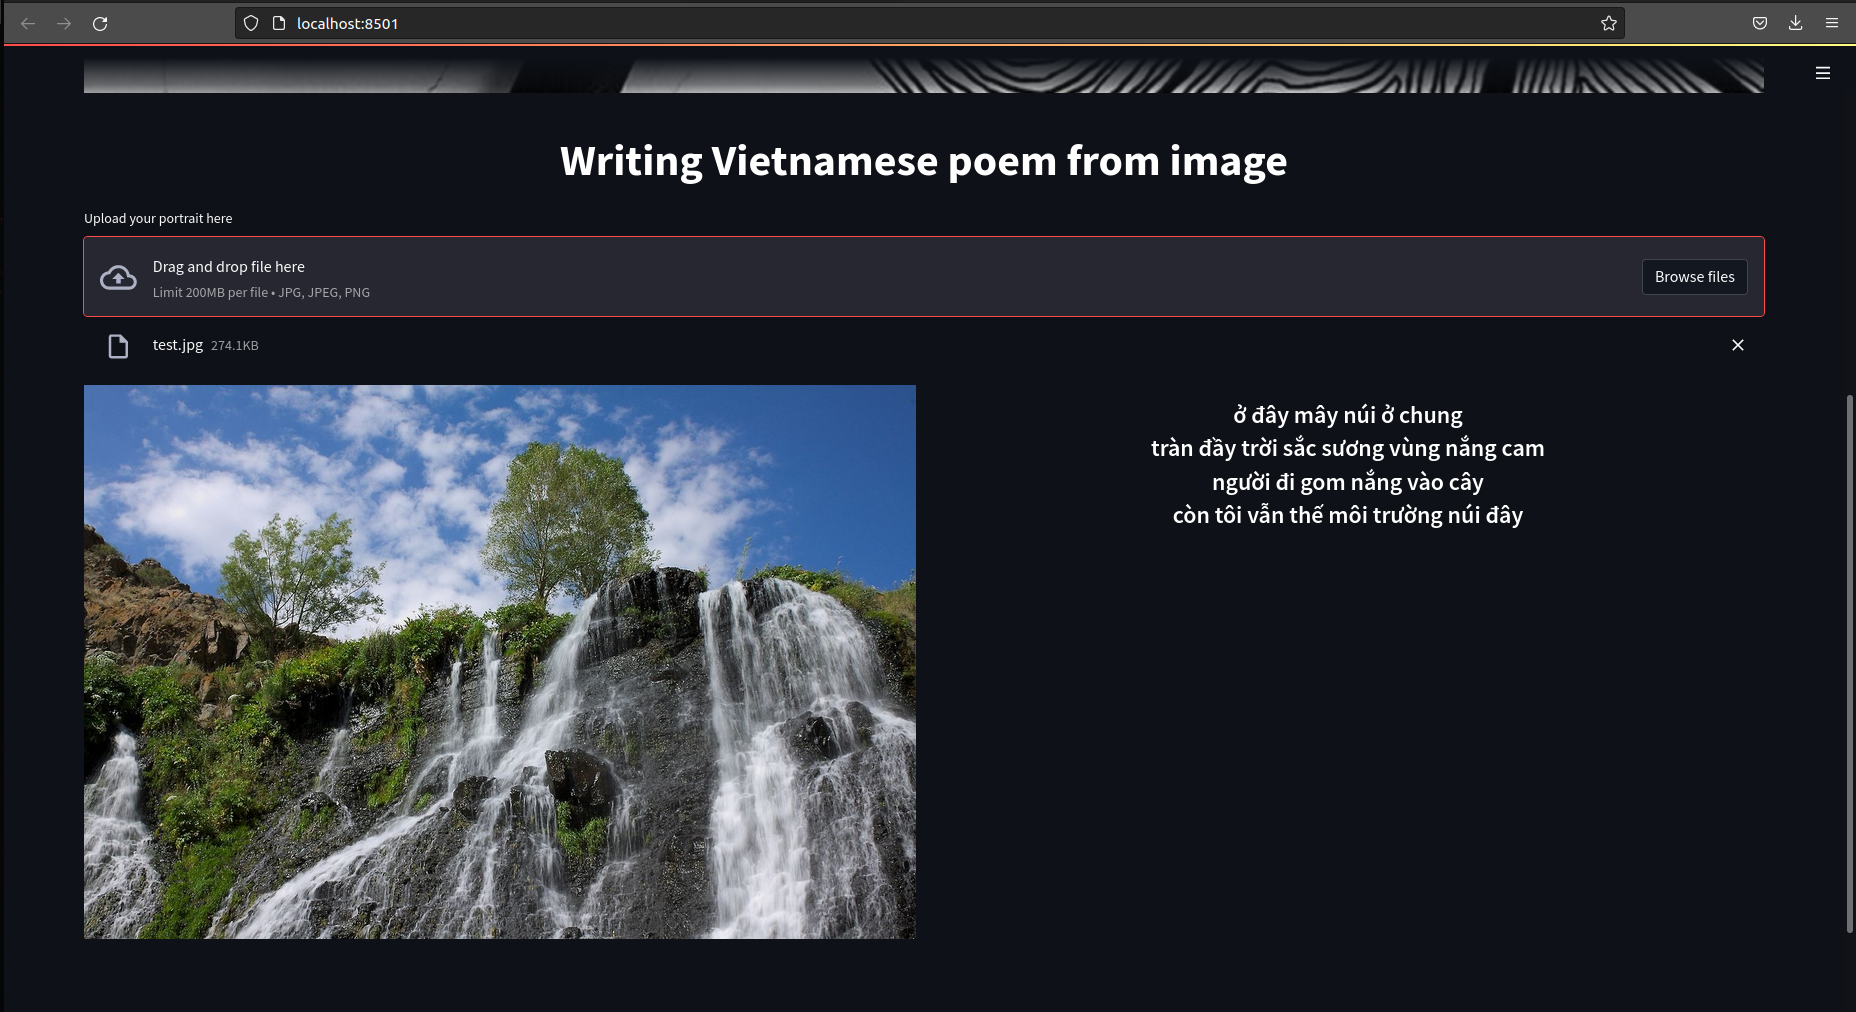 localhost:8501
Writing Vietnamese poem from image
Upload your portrait here
Drag and drop file here
Limit 200MB per file • JPG, JPEG, PNG
Browse files
test.jpg 274.1KB
ở đây mây núi ở chung
tràn đầy trời sắc sương vùng nắng cam
người đi gom nắng vào cây
còn tôi vẫn thế môi trường núi đây